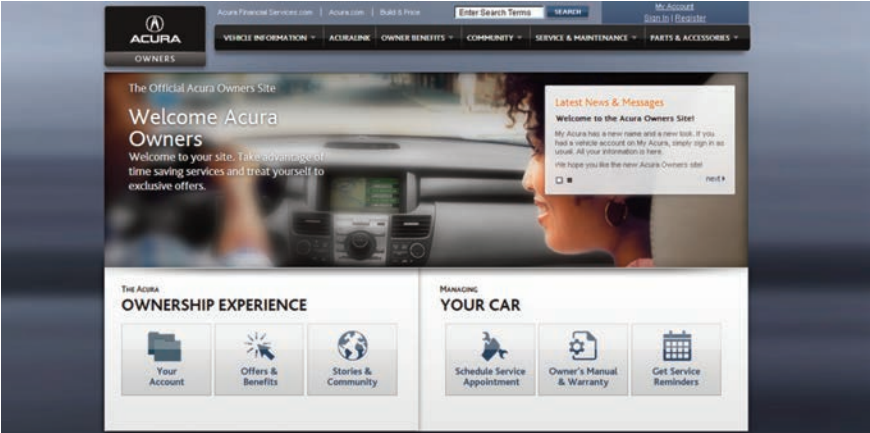 Acura Financial Services.com | Acura.com | Build & Price
Enter Search Terms
SEARCH
My Account
Sign In | Register
ACURA
OWNERS
VEHICLE INFORMATION
ACURALINK
OWNER BENEFITS
COMMUNITY
SERVICE & MAINTENANCE
PARTS & ACCESSORIES
The Official Acura Owners Site
Welcome Acura
Owners
Welcome to your site. Take advantage of
time saving services and treat yourself to
exclusive offers.
Latest News & Messages
Welcome to the Acura Owners Site!
My Acura has a new name and a new look. If you
had a vehicle account on My Acura, simply sign in as
usual. All your information is here.
We hope you like the new Acura Owners site!
next
THE ACURA
OWNERSHIP EXPERIENCE
Your
Account
Offers &
Benefits
Stories &
Community
MANAGING
YOUR CAR
Schedule Service
Appointment
Owner's Manual
& Warranty
Get Service
Reminders